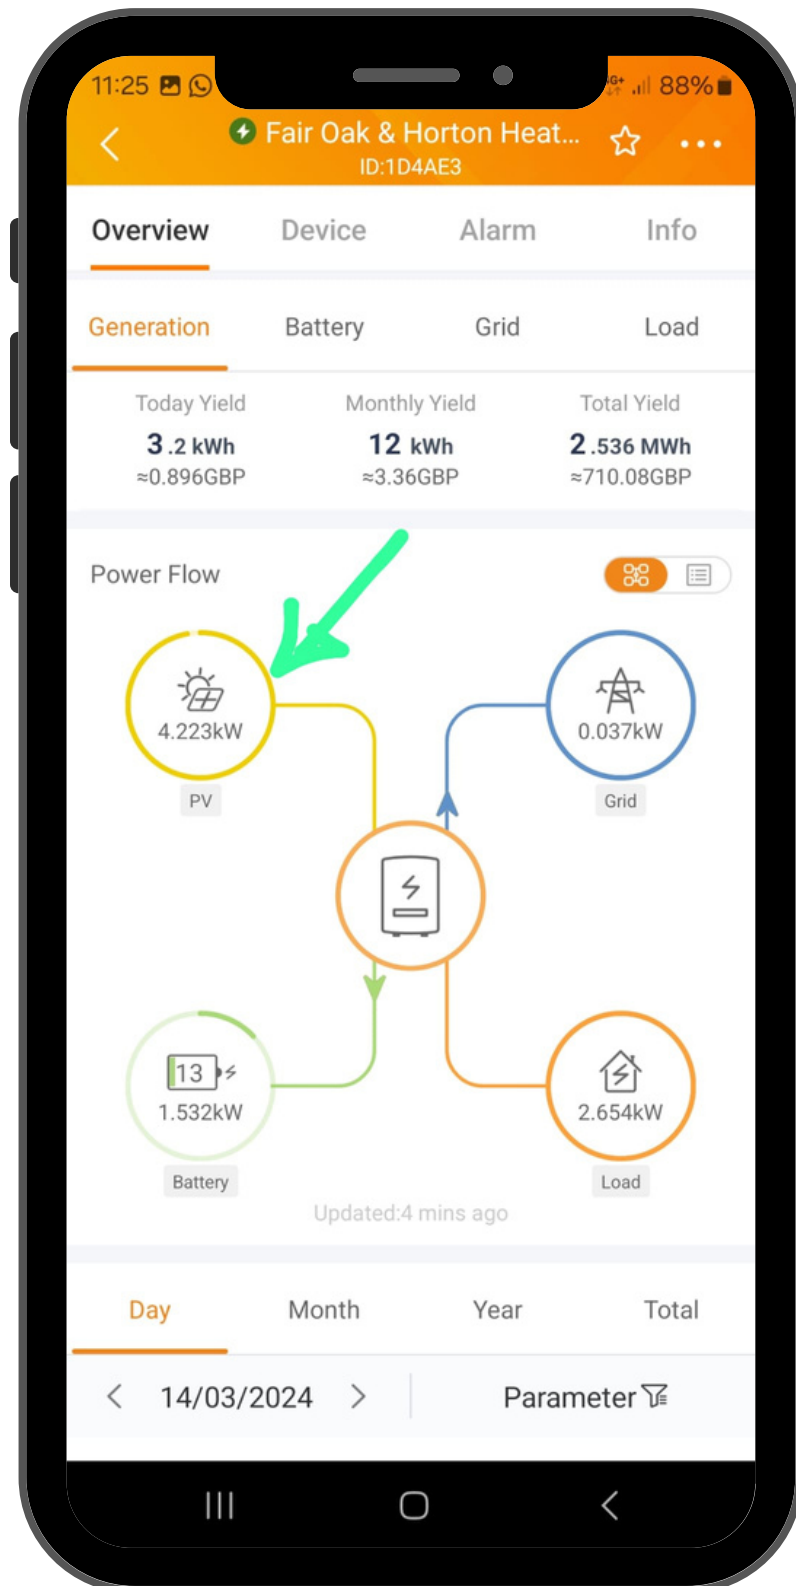 11:25
G+
88%
Fair Oak & Horton Heat...
ID:1D4AE3
Overview Device Alarm Info
Generation Battery Grid Load
Today Yield Monthly Yield Total Yield
3.2 kWh 12 kWh 2.536 MWh
≈0.896GBP ≈3.36GBP ≈710.08GBP
Power Flow
4.223kW 0.037kW
PV Grid
13
1.532kW 2.654kW
Battery Load
Updated:4 mins ago
Day Month Year Total
< 14/03/2024 > Parameter